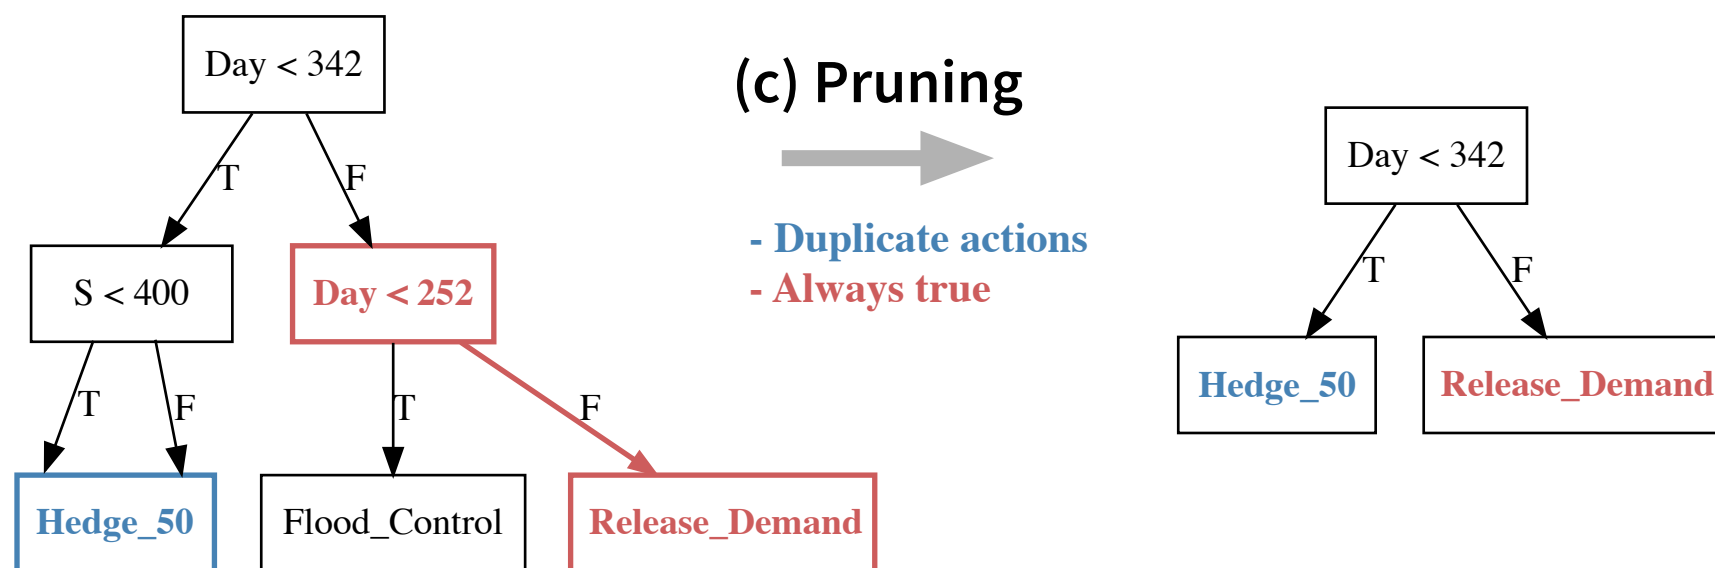 Day < 342
T
F
S < 400
Day < 252
T
F
T
F
Hedge_50
Flood_Control
Release_Demand
(c) Pruning
- Duplicate actions
- Always true
Day < 342
T
F
Hedge_50
Release_Demand